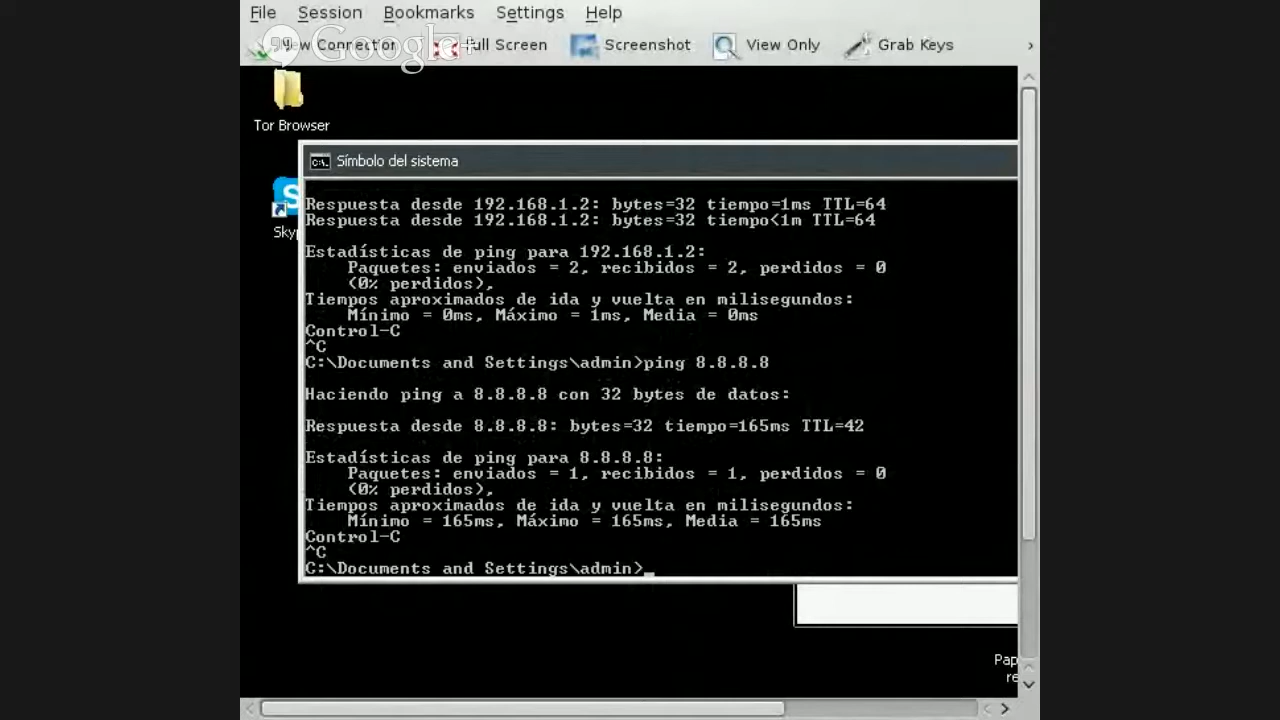 File Session Bookmarks Settings Help
New Connection Full Screen Screenshot View Only Grab Keys
Google+
Tor Browser
Símbolo del sistema
Respuesta desde 192.168.1.2: bytes=32 tiempo=1ms TTL=64
Respuesta desde 192.168.1.2: bytes=32 tiempo<1m TTL=64
Estadísticas de ping para 192.168.1.2:
Paquetes: enviados = 2, recibidos = 2, perdidos = 0
(0% perdidos),
Tiempos aproximados de ida y vuelta en milisegundos:
Mínimo = 0ms, Máximo = 1ms, Media = 0ms
Control-C
^C
C:\Documents and Settings\admin>ping 8.8.8.8
Haciendo ping a 8.8.8.8 con 32 bytes de datos:
Respuesta desde 8.8.8.8: bytes=32 tiempo=165ms TTL=42
Estadísticas de ping para 8.8.8.8:
Paquetes: enviados = 1, recibidos = 1, perdidos = 0
(0% perdidos),
Tiempos aproximados de ida y vuelta en milisegundos:
Mínimo = 165ms, Máximo = 165ms, Media = 165ms
Control-C
^C
C:\Documents and Settings\admin>_